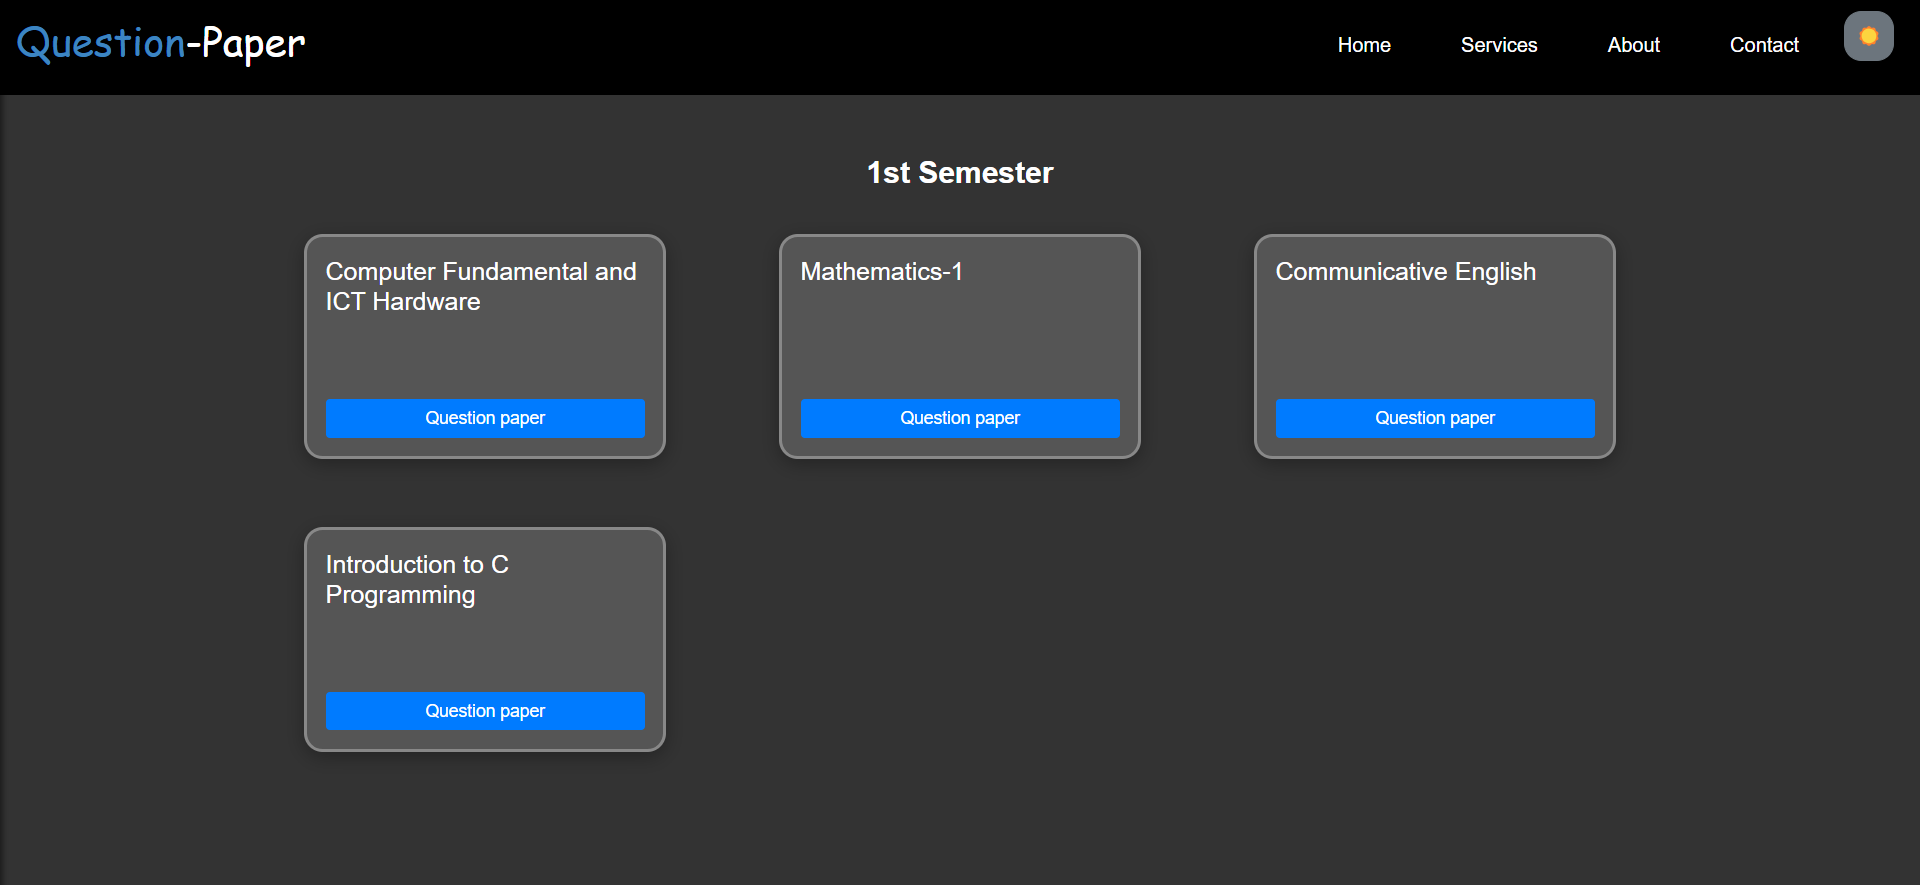 Question-Paper
Home
Services
About
Contact
1st Semester
Computer Fundamental and
ICT Hardware
Question paper
Mathematics-1
Question paper
Communicative English
Question paper
Introduction to C
Programming
Question paper